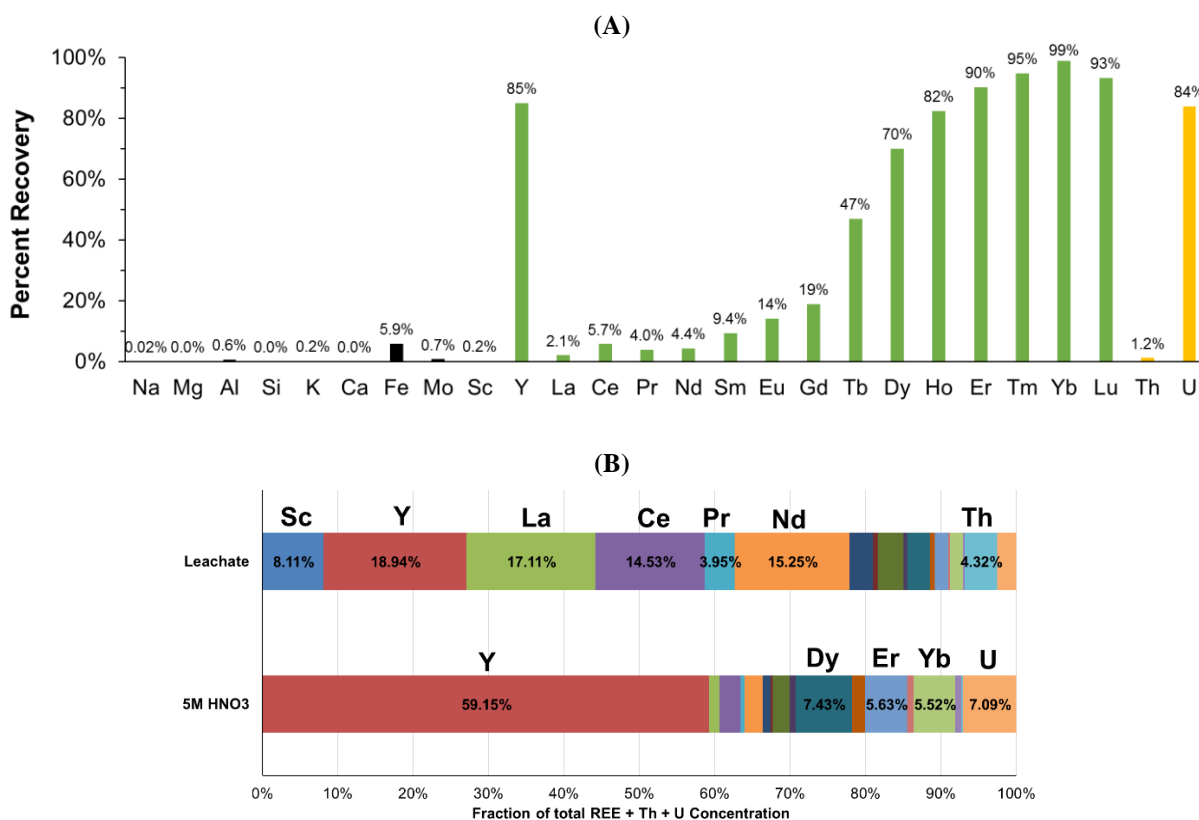 (A)
Percent Recovery
100%
80%
60%
40%
20%
0%
0.02% 0.0% 0.6% 0.0% 0.2% 0.0% 5.9% 0.7% 0.2% 85% 2.1% 5.7% 4.0% 4.4% 9.4% 14% 19% 47% 70% 82% 90% 95% 99% 93% 1.2% 84%
Na Mg Al Si K Ca Fe Mo Sc Y La Ce Pr Nd Sm Eu Gd Tb Dy Ho Er Tm Yb Lu Th U
(B)
Sc Y La Ce Pr Nd Th
Leachate 8.11% 18.94% 17.11% 14.53% 3.95% 15.25% 4.32%
Y Dy Er Yb U
5M HNO3 59.15% 7.43% 5.63% 5.52% 7.09%
0% 10% 20% 30% 40% 50% 60% 70% 80% 90% 100%
Fraction of total REE + Th + U Concentration